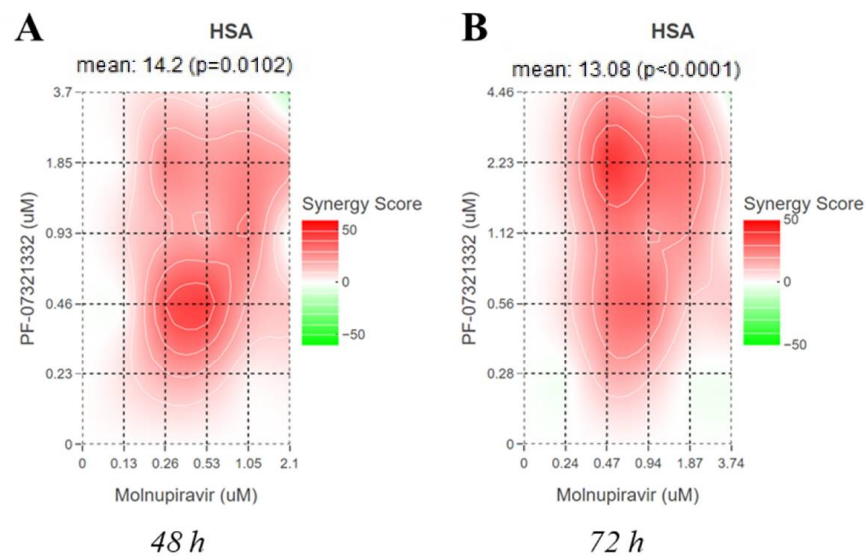 A
HSA
mean: 14.2 (p=0.0102)
3.7
1.85
0.93
0.46
0.23
0
PF-07321332 (uM)
0 0.13 0.26 0.53 1.05 2.1
Molnupiravir (uM)
Synergy Score
50
0
−50
48 h
B
HSA
mean: 13.08 (p<0.0001)
4.46
2.23
1.12
0.56
0.28
0
PF-07321332 (uM)
0 0.24 0.47 0.94 1.87 3.74
Molnupiravir (uM)
Synergy Score
50
0
−50
72 h